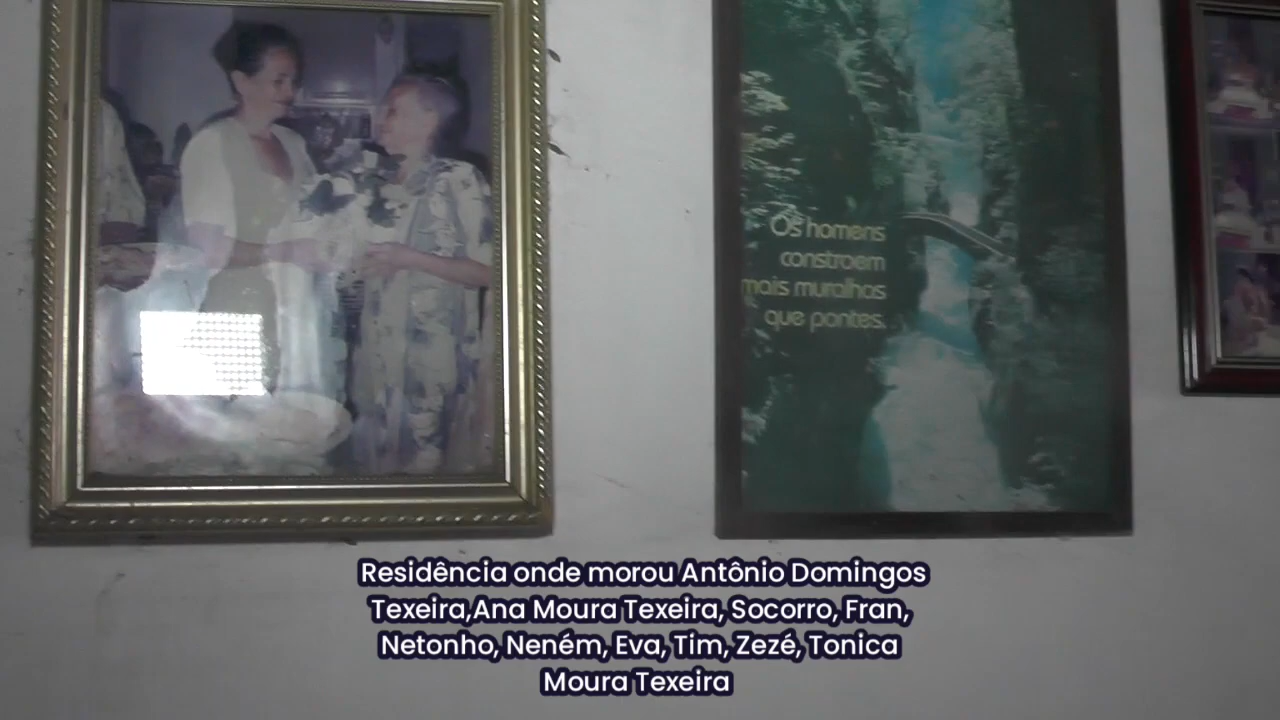 Os homens
constroem
mais muralhas
que pontes.
Residência onde morou Antônio Domingos
Texeira,Ana Moura Texeira, Socorro, Fran,
Netonho, Neném, Eva, Tim, Zezé, Tonica
Moura Texeira